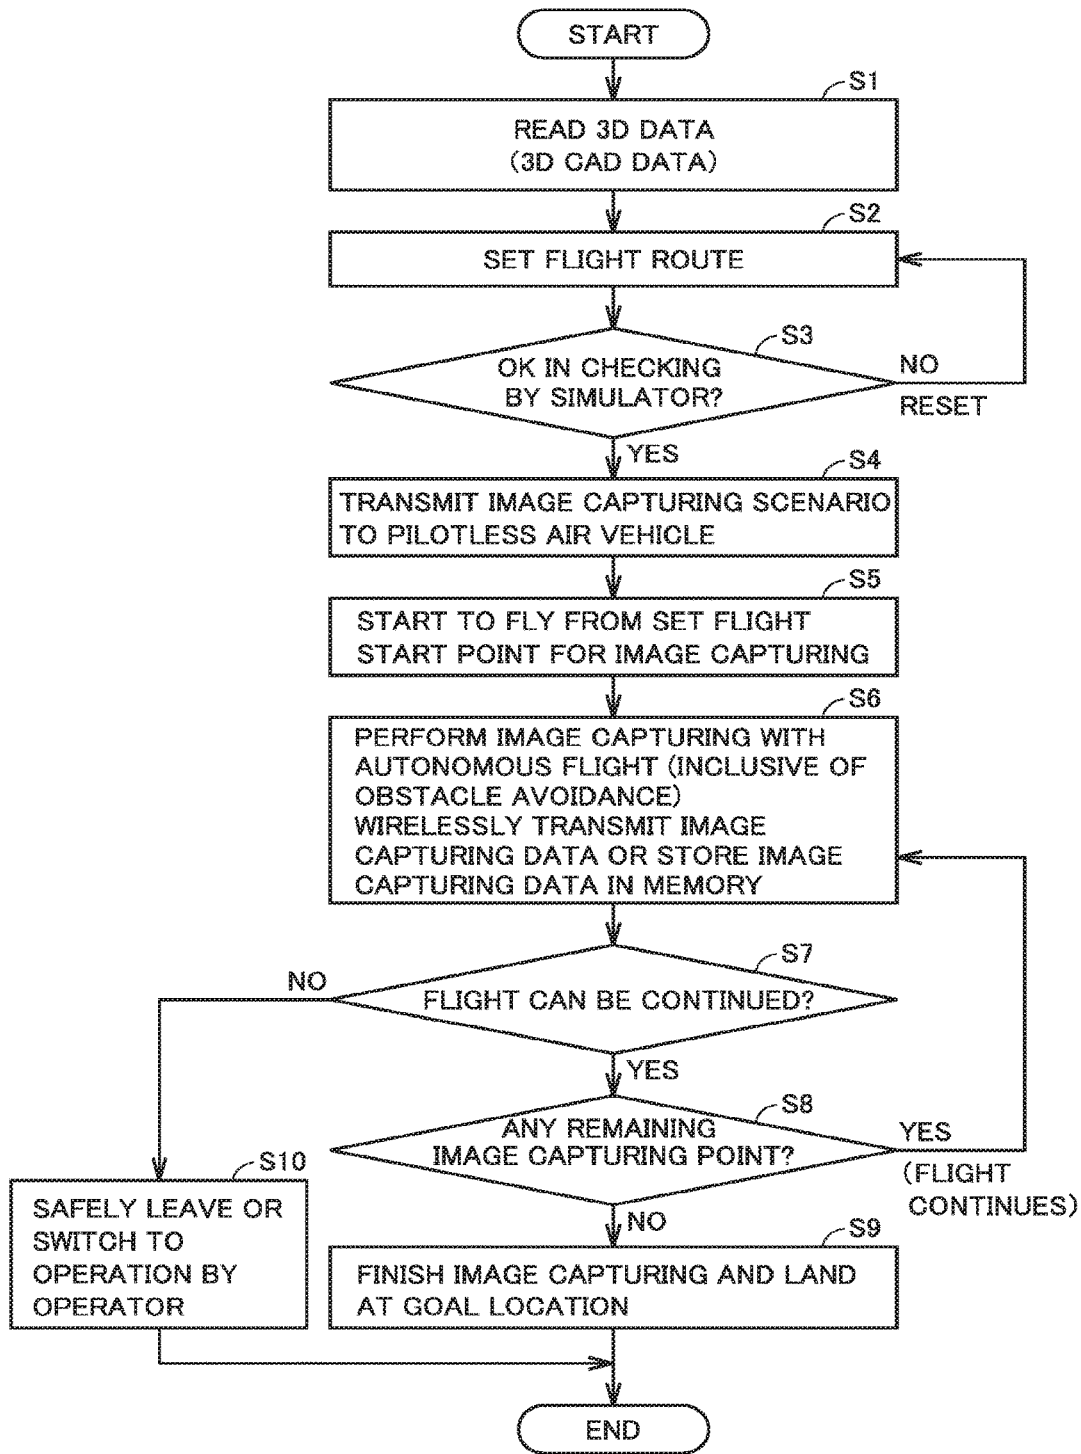 START
S1
READ 3D DATA
(3D CAD DATA)
S2
SET FLIGHT ROUTE
S3
OK IN CHECKING
BY SIMULATOR?
NO
RESET
YES
S4
TRANSMIT IMAGE CAPTURING SCENARIO
TO PILOTLESS AIR VEHICLE
S5
START TO FLY FROM SET FLIGHT
START POINT FOR IMAGE CAPTURING
S6
PERFORM IMAGE CAPTURING WITH
AUTONOMOUS FLIGHT (INCLUSIVE OF
OBSTACLE AVOIDANCE)
WIRELESSLY TRANSMIT IMAGE
CAPTURING DATA OR STORE IMAGE
CAPTURING DATA IN MEMORY
S7
NO
FLIGHT CAN BE CONTINUED?
YES
S8
ANY REMAINING
IMAGE CAPTURING POINT?
YES
(FLIGHT
CONTINUES)
NO
S10
SAFELY LEAVE OR
SWITCH TO
OPERATION BY
OPERATOR
S9
FINISH IMAGE CAPTURING AND LAND
AT GOAL LOCATION
END